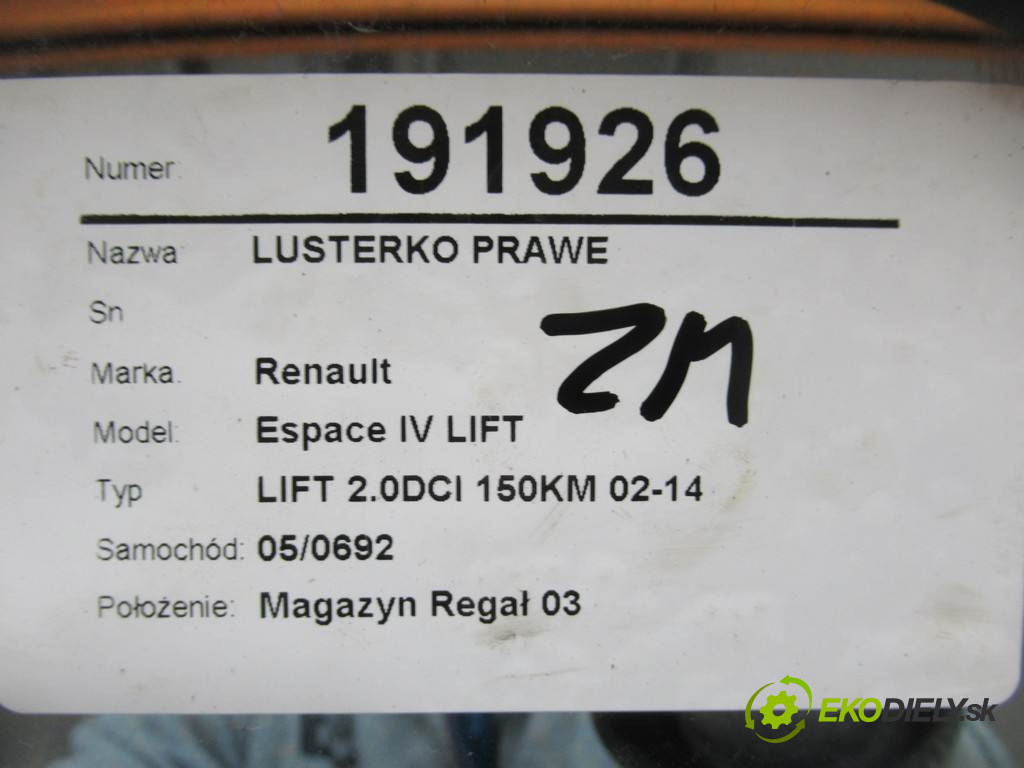 Numer: 191926
Nazwa LUSTERKO PRAWE
Sn
ZM
Marka. Renault
Model: Espace IV LIFT
Typ LIFT 2.0DCI 150KM 02-14
Samochód: 05/0692
Położenie: Magazyn Regał 03
EKODIELY.sk